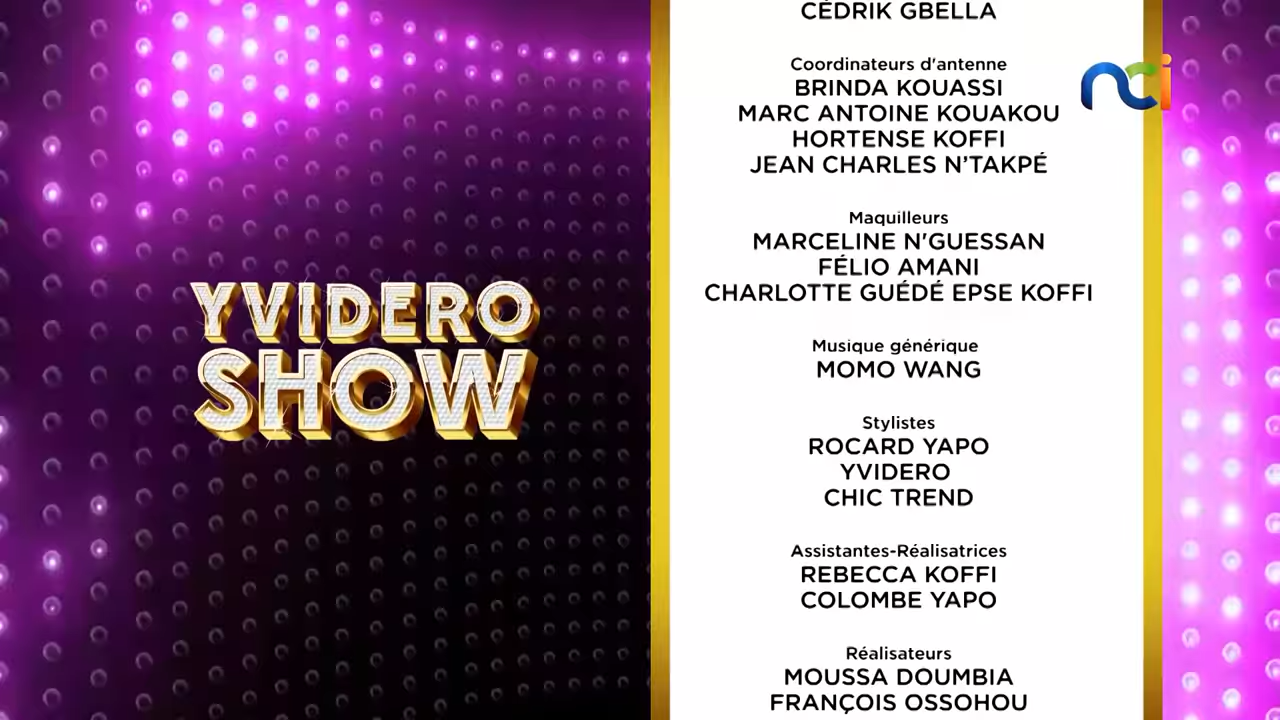 YVIDERO
SHOW
CÉDRIK GBELLA
Coordinateurs d'antenne
BRINDA KOUASSI
MARC ANTOINE KOUAKOU
HORTENSE KOFFI
JEAN CHARLES N’TAKPÉ
Maquilleurs
MARCELINE N'GUESSAN
FÉLIO AMANI
CHARLOTTE GUÉDÉ EPSE KOFFI
Musique générique
MOMO WANG
Stylistes
ROCARD YAPO
YVIDERO
CHIC TREND
Assistantes-Réalisatrices
REBECCA KOFFI
COLOMBE YAPO
Réalisateurs
MOUSSA DOUMBIA
FRANÇOIS OSSOHOU
nci